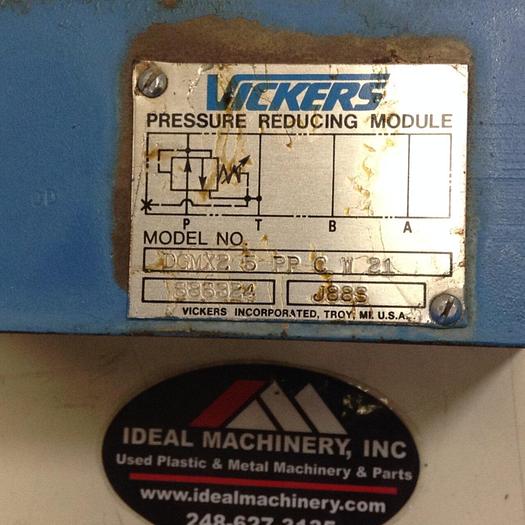 VICKERS®
PRESSURE REDUCING MODULE
P T B A
MODEL NO.
DGMX2 5 PP C W 21
J88S
VICKERS INCORPORATED, TROY, MI. U.S.A.
IDEAL MACHINERY, INC
Used Plastic & Metal Machinery & Parts
www.idealmachinery.com